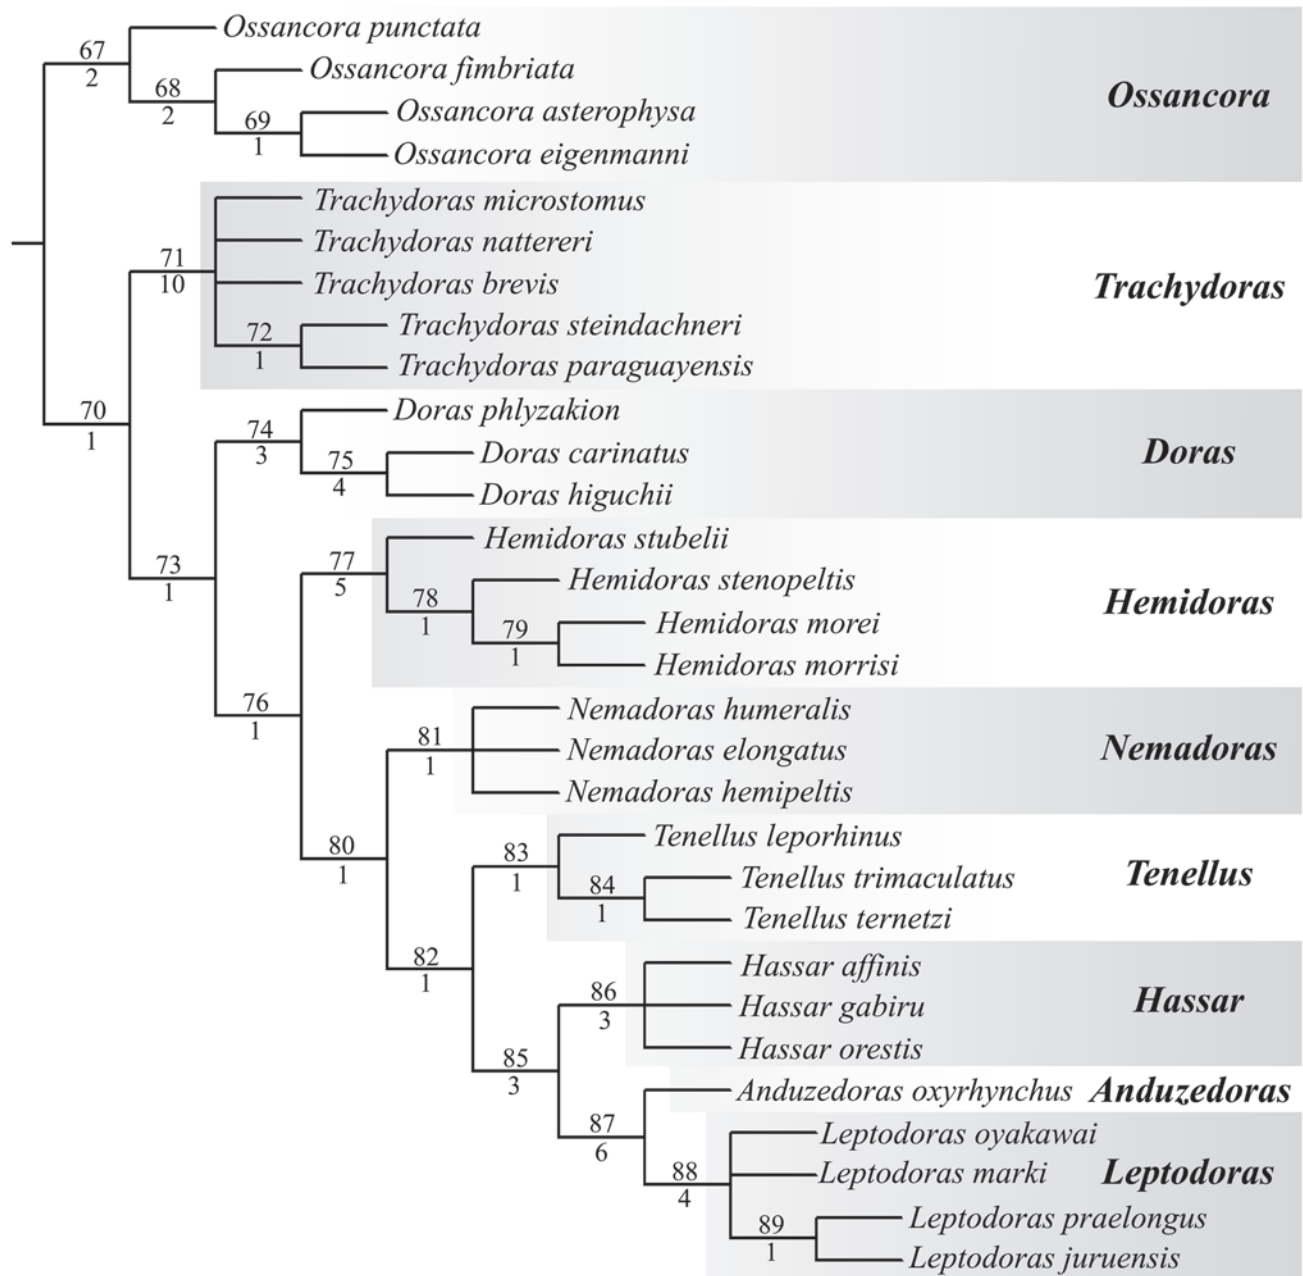 Ossancora punctata
67
2
Ossancora fimbriata
68
2
Ossancora
Ossancora asterophysa
69
1
Ossancora eigenmanni
Trachydoras microstomus
Trachydoras nattereri
71
10
Trachydoras brevis
Trachydoras
Trachydoras steindachneri
72
1
Trachydoras paraguayensis
70
1
Doras phlyzakion
74
3
Doras carinatus
Doras
75
4
Doras higuchii
Hemidoras stubelii
73
1
77
5
Hemidoras stenopeltis
78
1
Hemidoras
Hemidoras morei
79
1
Hemidoras morrisi
76
1
Nemadoras humeralis
81
1
Nemadoras elongatus
Nemadoras
Nemadoras hemipeltis
80
1
Tenellus leporhinus
83
1
Tenellus trimaculatus
Tenellus
84
1
Tenellus ternetzi
82
1
Hassar affinis
86
3
Hassar gabiru
Hassar
Hassar orestis
85
3
Anduzedoras oxyrhynchus
Anduzedoras
87
6
Leptodoras oyakawai
Leptodoras marki
Leptodoras
88
4
Leptodoras praelongus
89
1
Leptodoras juruensis